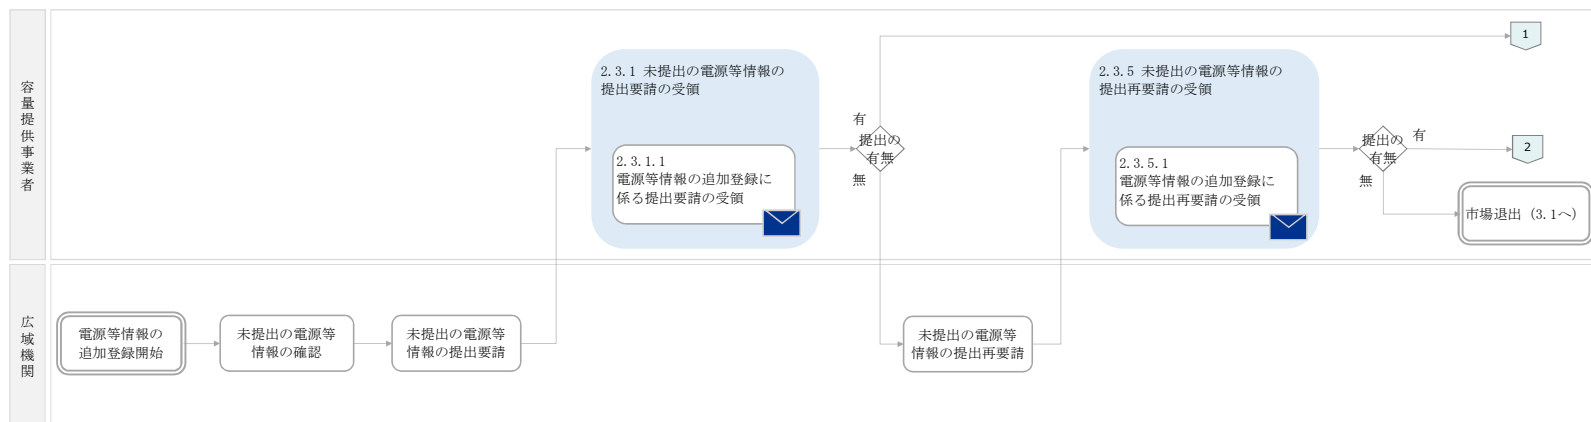 容量提供事業者
1
2.3.1 未提出の電源等情報の
提出要請の受領
2.3.1.1
電源等情報の追加登録に
係る提出要請の受領
有
提出の
有無
無
2.3.5 未提出の電源等情報の
提出再要請の受領
2.3.5.1
電源等情報の追加登録に
係る提出再要請の受領
提出の
有無
有
無
2
市場退出（3.1へ）
広域機関
電源等情報の
追加登録開始
未提出の電源等
情報の確認
未提出の電源等
情報の提出要請
未提出の電源等
情報の提出再要請